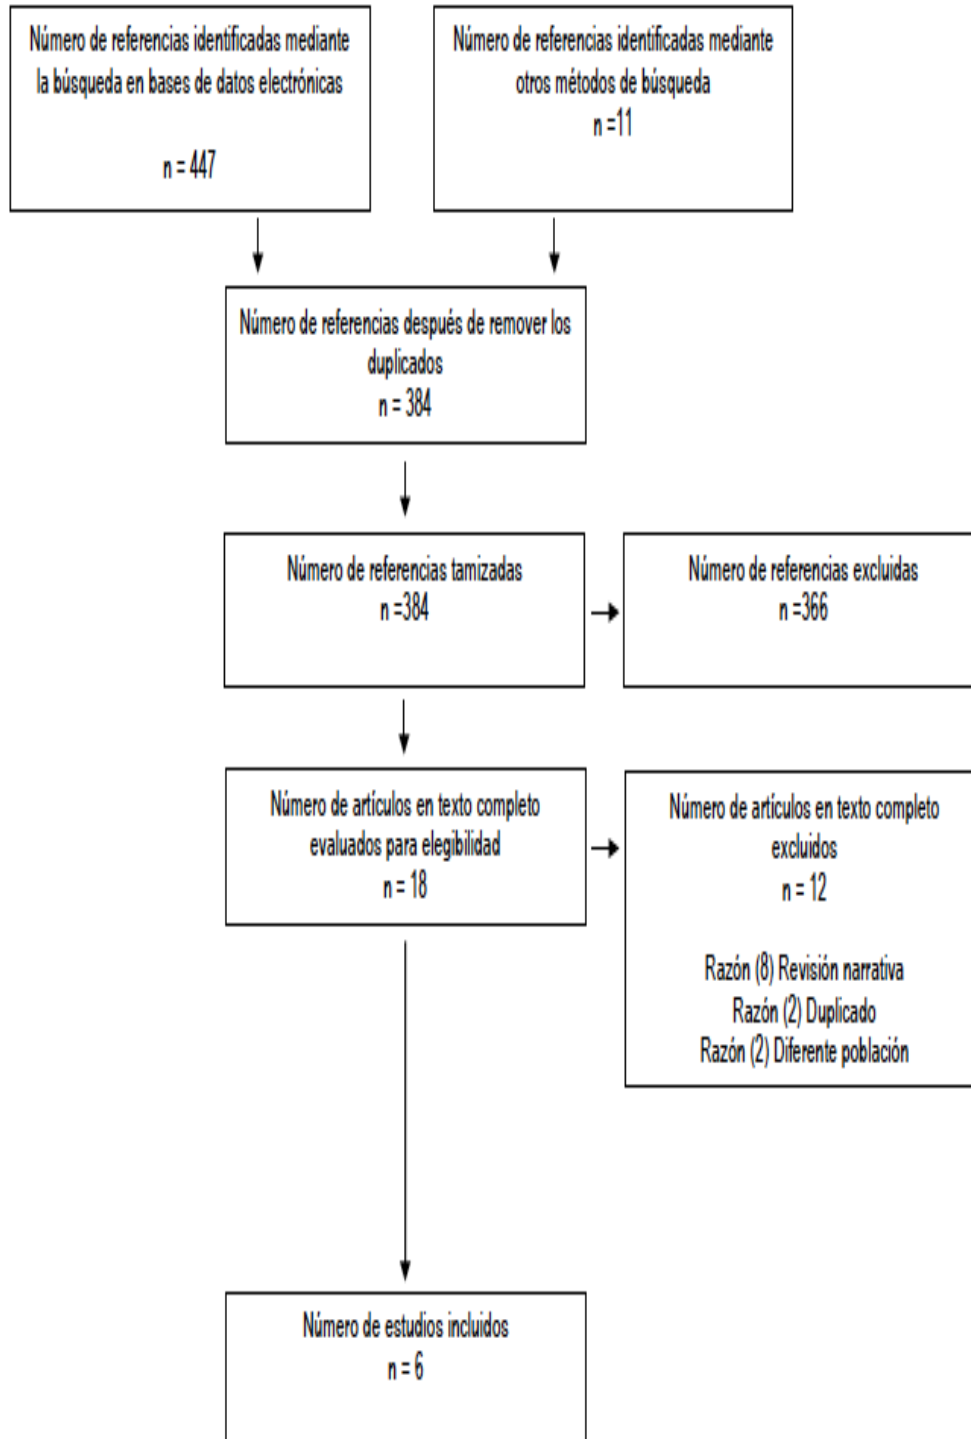 Número de referencias identificadas mediante
la búsqueda en bases de datos electrónicas
n = 447
Número de referencias identificadas mediante
otros métodos de búsqueda
n =11
Número de referencias después de remover los
duplicados
n = 384
Número de referencias tamizadas
n =384
Número de referencias excluidas
n =366
Número de artículos en texto completo
evaluados para elegibilidad
n = 18
Número de artículos en texto completo
excluidos
n = 12
Razón (8) Revisión narrativa
Razón (2) Duplicado
Razón (2) Diferente población
Número de estudios incluidos
n = 6